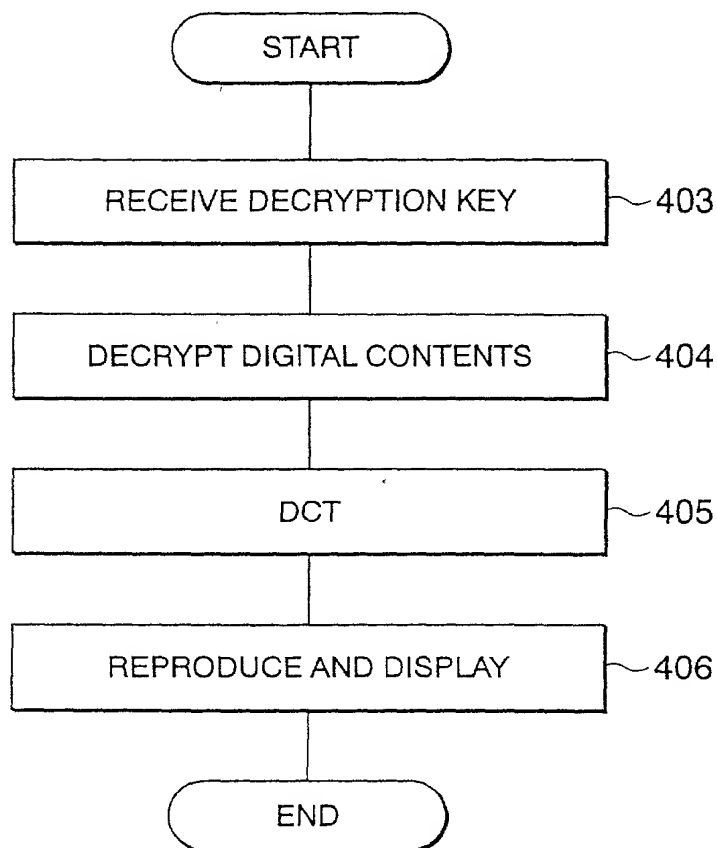 START
RECEIVE DECRYPTION KEY 403
DECRYPT DIGITAL CONTENTS 404
DCT 405
REPRODUCE AND DISPLAY 406
END